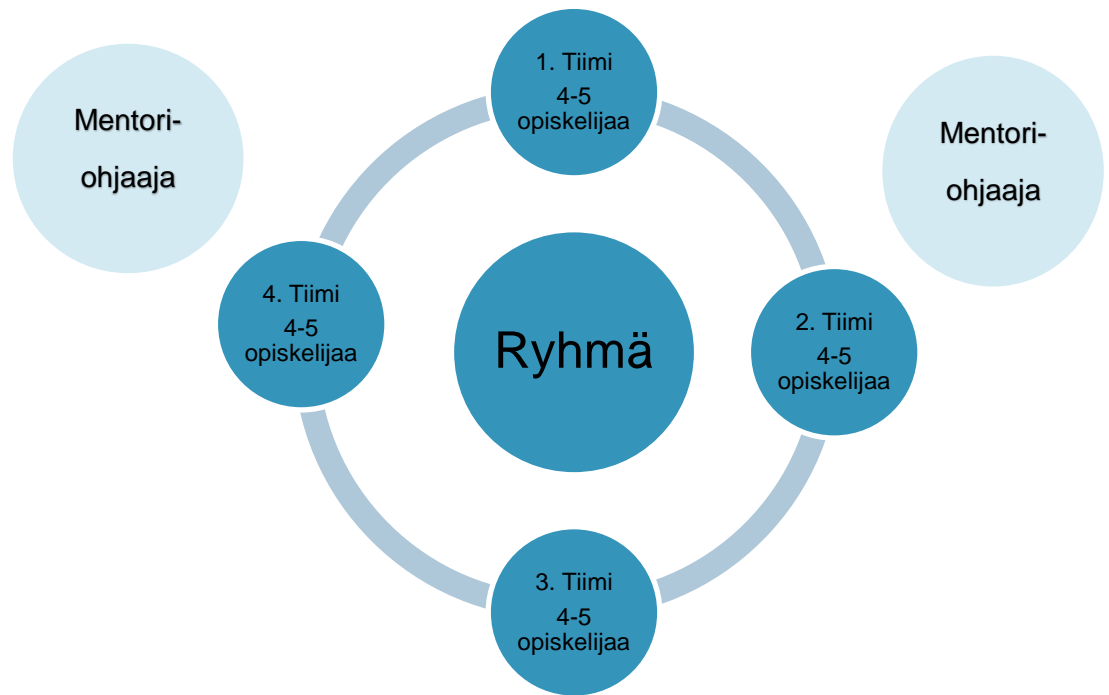 1. Tiimi
4-5
opiskelijaa
Mentori-
ohjaaja
Mentori-
ohjaaja
4. Tiimi
4-5
opiskelijaa
Ryhmä
2. Tiimi
4-5
opiskelijaa
3. Tiimi
4-5
opiskelijaa